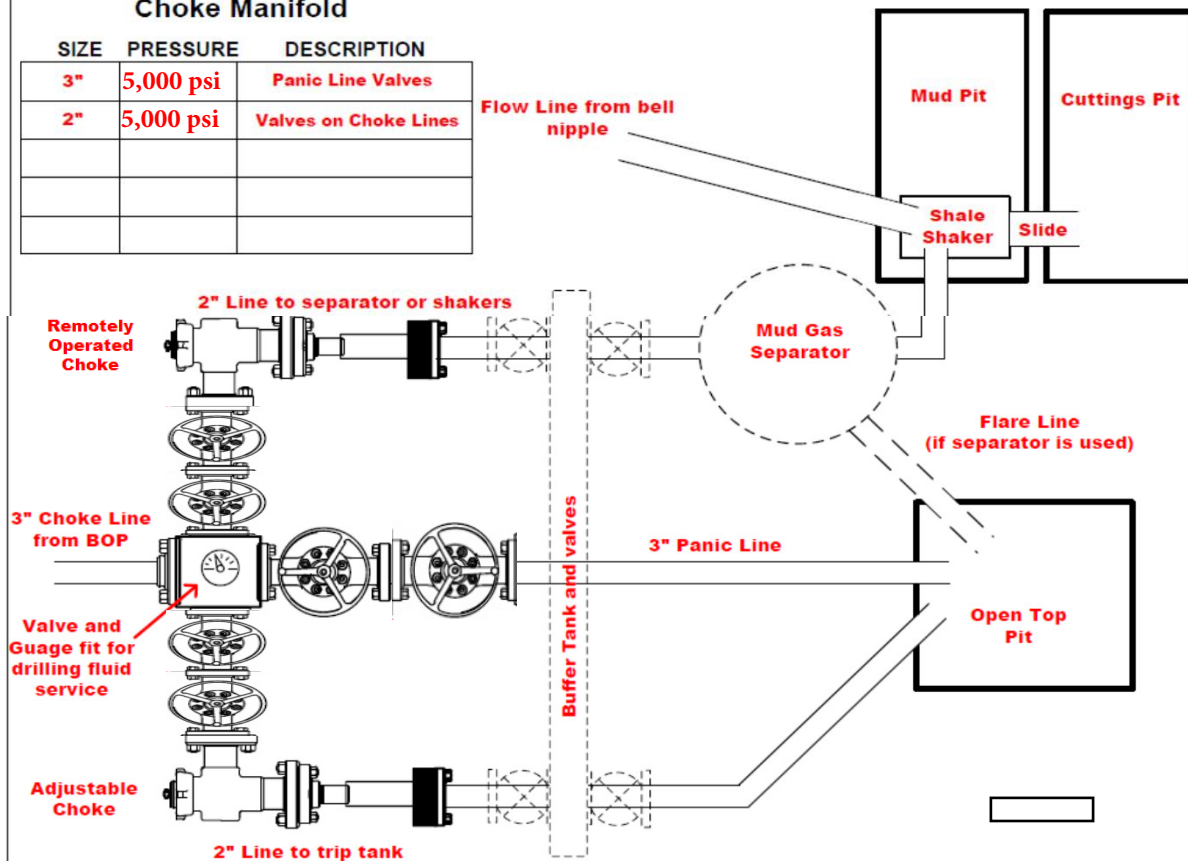 Choke Manifold
SIZE PRESSURE DESCRIPTION
3" 5,000 psi Panic Line Valves
2" 5,000 psi Valves on Choke Lines
Flow Line from bell
nipple
Mud Pit
Cuttings Pit
Shale
Shaker
Slide
2" Line to separator or shakers
Remotely
Operated
Choke
Mud Gas
Separator
Flare Line
(if separator is used)
3" Choke Line
from BOP
Buffer Tank and valves
3" Panic Line
Open Top
Pit
Valve and
Guage fit for
drilling fluid
service
Adjustable
Choke
2" Line to trip tank